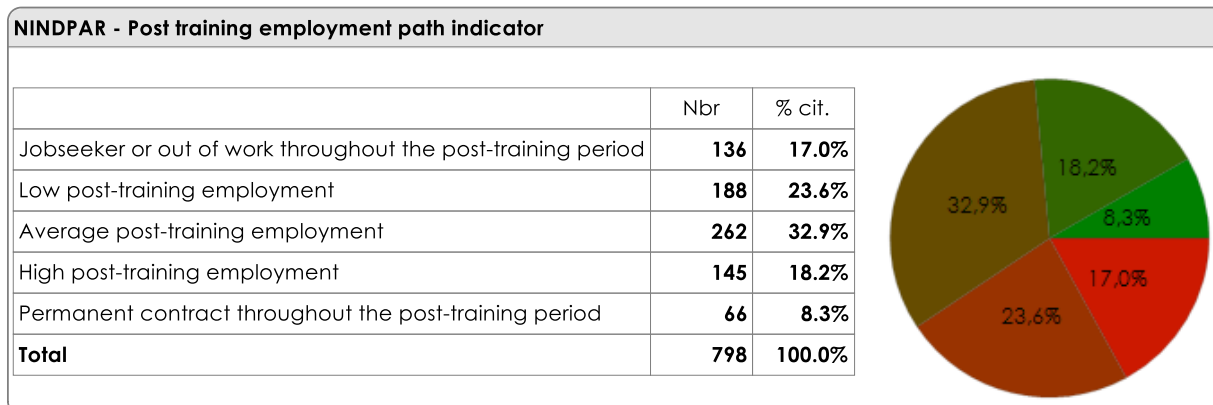 NINDPAR - Post training employment path indicator
Nbr % cit.
Jobseeker or out of work throughout the post-training period 136 17.0%
Low post-training employment 188 23.6%
Average post-training employment 262 32.9%
High post-training employment 145 18.2%
Permanent contract throughout the post-training period 66 8.3%
Total 798 100.0%
18,2%
32,9%
8,3%
17,0%
23,6%